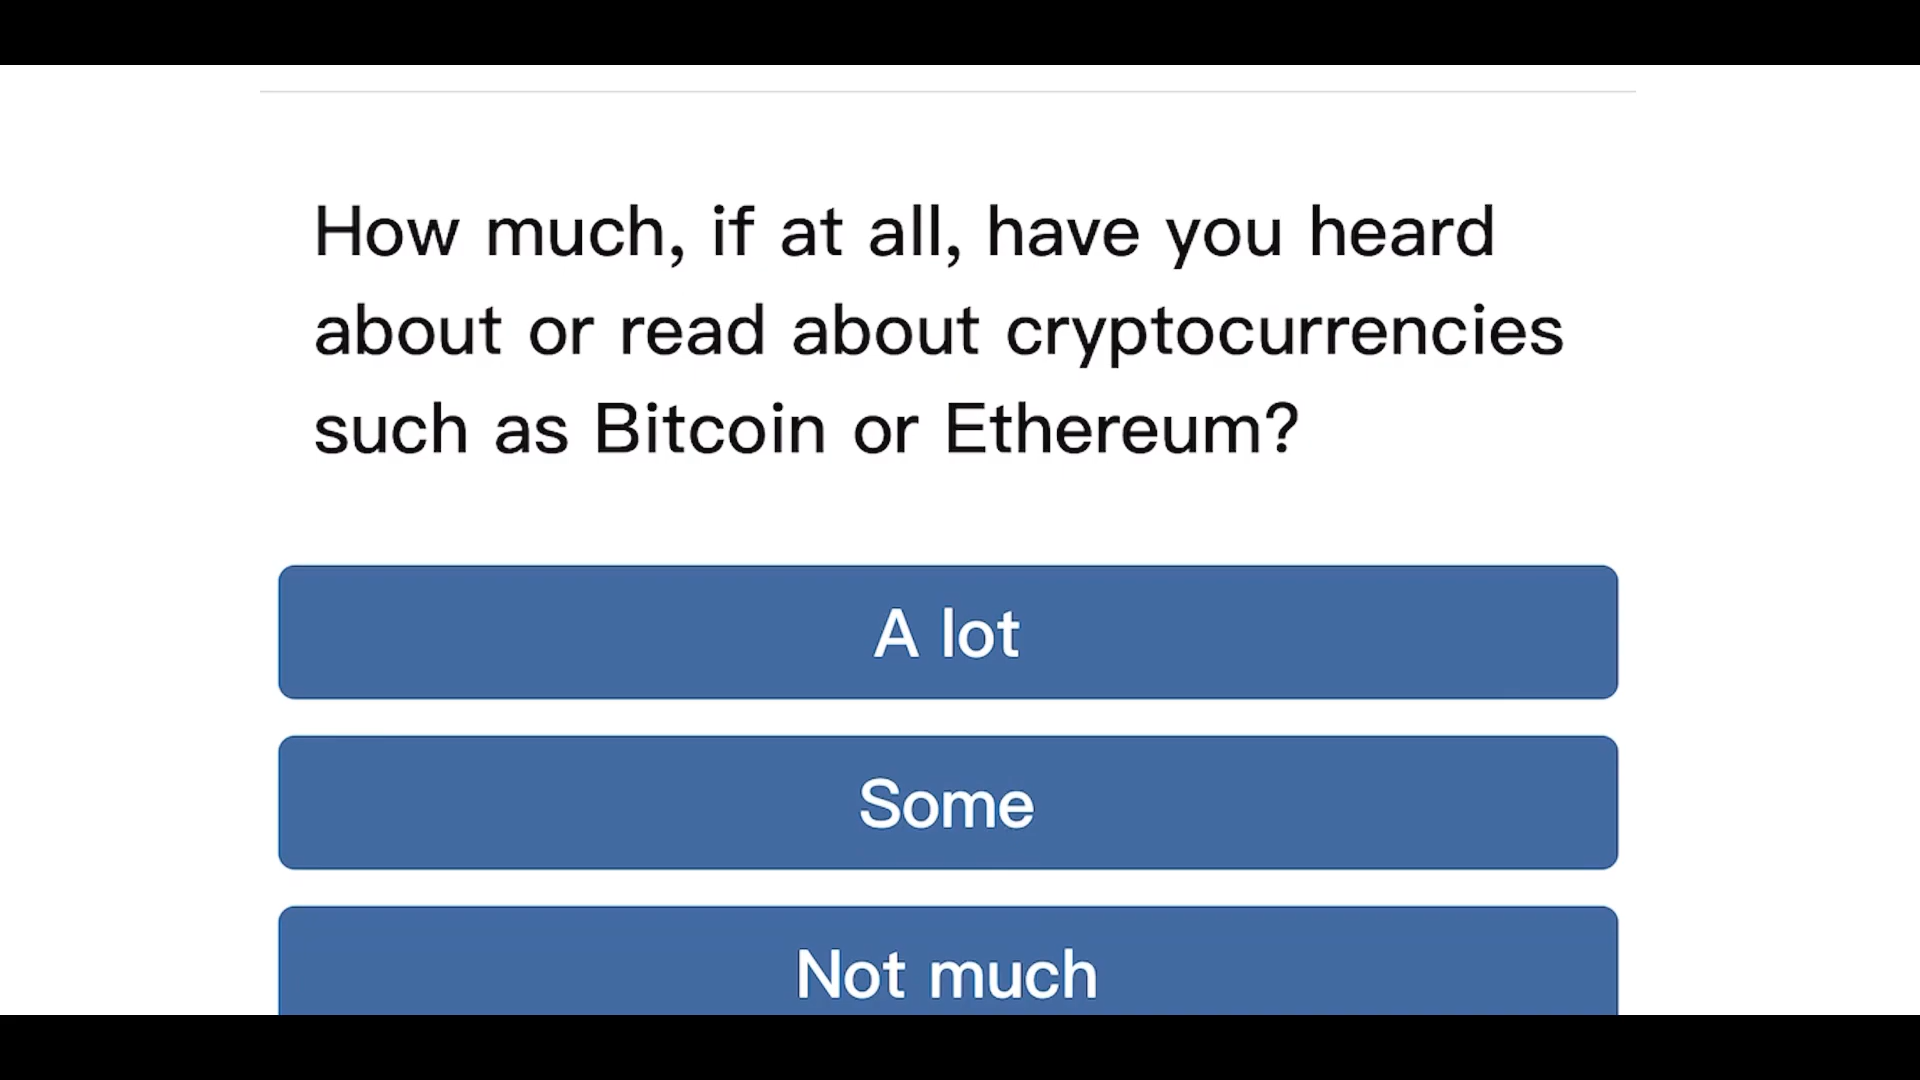 How much, if at all, have you heard
about or read about cryptocurrencies
such as Bitcoin or Ethereum?
A lot
Some
Not much